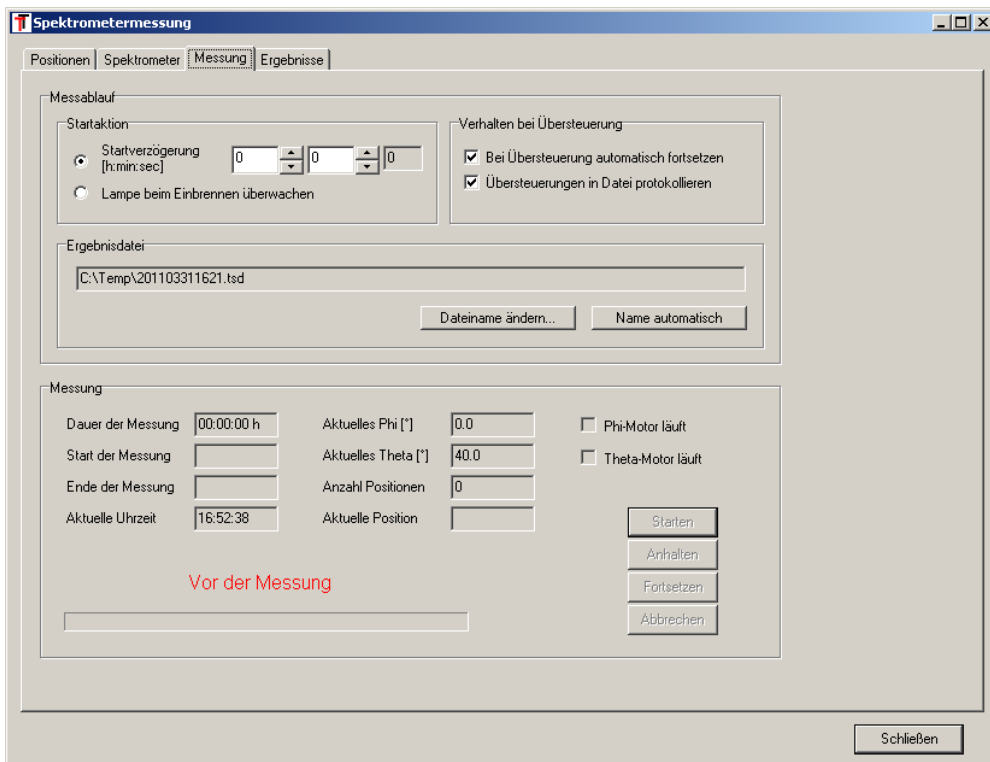 Spektrometermessung
Positionen Spektrometer Messung Ergebnisse
Messablauf
Startaktion
Startverzögerung
[h:min:sec]
0 0 0
Lampe beim Einbrennen überwachen
Verhalten bei Übersteuerung
Bei Übersteuerung automatisch fortsetzen
Übersteuerungen in Datei protokollieren
Ergebnisdatei
C:\Temp\201103311621.tsd
Dateiname ändern... Name automatisch
Messung
Dauer der Messung 00:00:00 h Aktuelles Phi [°] 0.0 Phi-Motor läuft
Start der Messung Aktuelles Theta [°] 40.0 Theta-Motor läuft
Ende der Messung Anzahl Positionen 0
Aktuelle Uhrzeit 16:52:38 Aktuelle Position
Starten
Anhalten
Vor der Messung
Fortsetzen
Abbrechen
Schließen